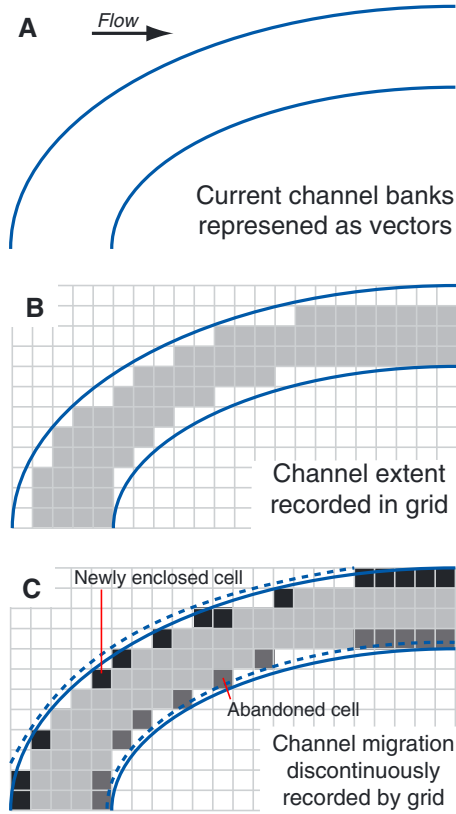 A
Flow
Current channel banks
represened as vectors
B
Channel extent
recorded in grid
C
Newly enclosed cell
Abandoned cell
Channel migration
discontinuously
recorded by grid